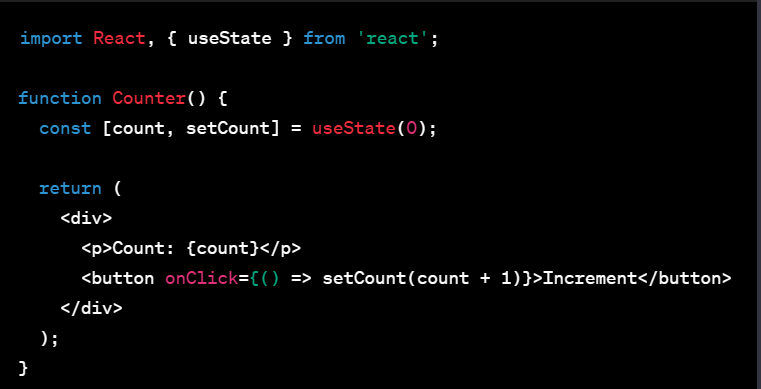 import React, { useState } from 'react';
function Counter() {
const [count, setCount] = useState(0);
return (
<div>
<p>Count: {count}</p>
<button onClick={() => setCount(count + 1)}>Increment</button>
</div>
);
}